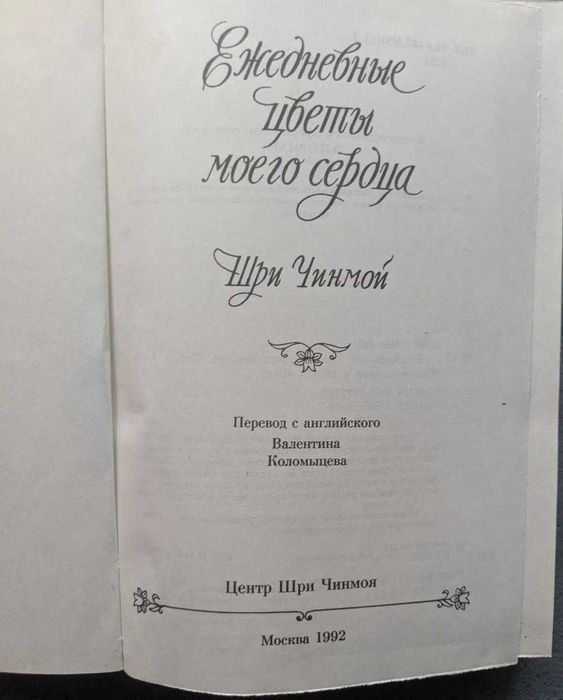 Ежедневные
цветы
моего сердца
Шри Чинмой
Перевод с английского
Валентина
Коломыцева
Центр Шри Чинмоя
Москва 1992